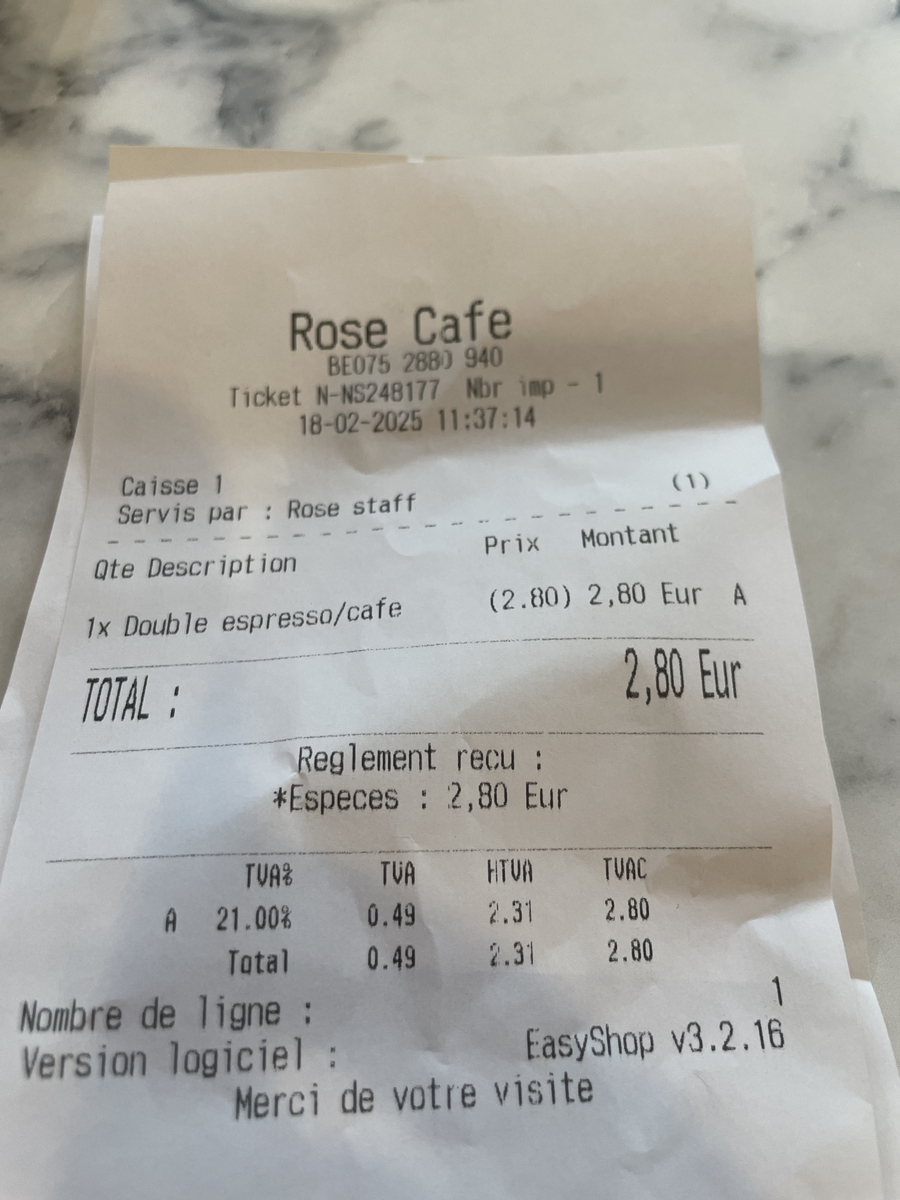 Rose Cafe
BE075 2880 940
Ticket N-NS248177 Nbr imp - 1
18-02-2025 11:37:14
Caisse 1 (1)
Servis par : Rose staff
Qte Description Prix Montant
1x Double espresso/cafe (2.80) 2,80 Eur A
TOTAL : 2,80 Eur
Reglement recu :
*Especes : 2,80 Eur
TVA% TVA HTVA TVAC
A 21.00% 0.49 2.31 2.80
Total 0.49 2.31 2.80
Nombre de ligne : 1
Version logiciel : EasyShop v3.2.16
Merci de votre visite